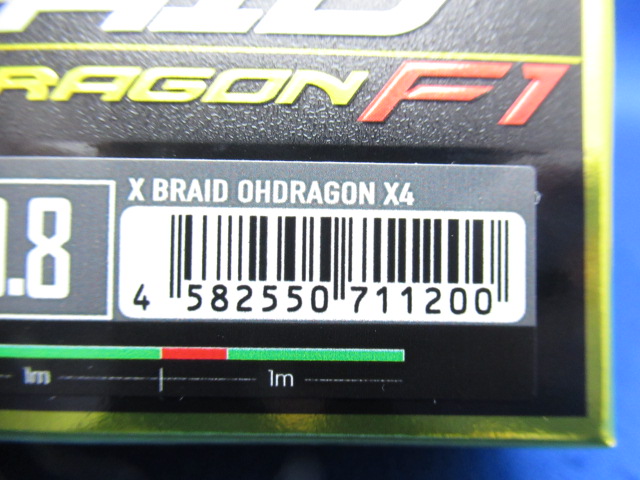 RAGON F1
X BRAID OHDRAGON X4
.8
4 582550 711200
1m 1m